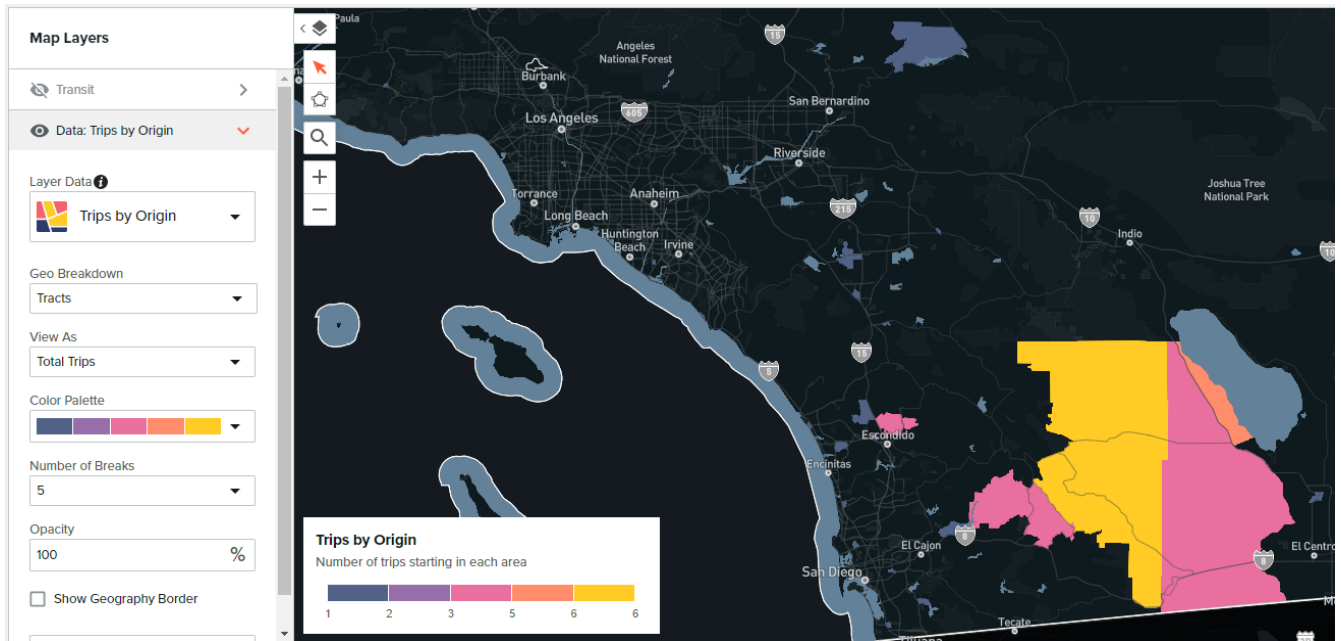 Map Layers
Transit
Data: Trips by Origin
Layer Data
Trips by Origin
Geo Breakdown
Tracts
View As
Total Trips
Color Palette
Number of Breaks
5
Opacity
100
%
Show Geography Border
Paula
Angeles
National Forest
15
Burbank
605
San Bernardino
Los Angeles
Riverside
Joshua Tree
National Park
Torrance
Anaheim
Long Beach
215
10
Huntington
Beach
Irvine
Indio
10
15
5
Escondido
Encinitas
El Cajon
8
El Centro
8
San Diego
Tecate
Tijuana
Trips by Origin
Number of trips starting in each area
1 2 3 5 6 6